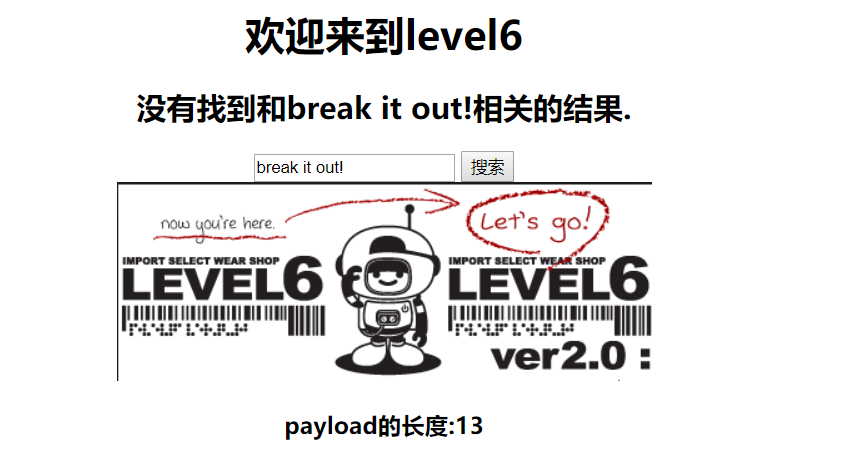 欢迎来到level6
没有找到和break it out!相关的结果.
break it out! 搜索
now you're here. Let's go!
IMPORT SELECT WEAR SHOP IMPORT SELECT WEAR SHOP
LEVEL6 LEVEL6
ver2.0 :
payload的长度:13